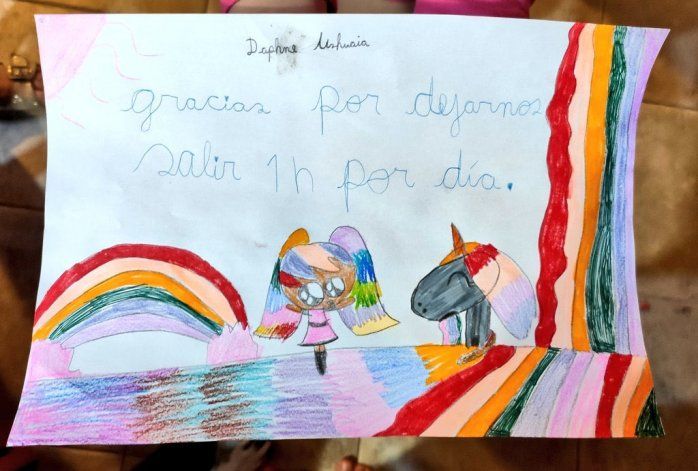 Daphne Ushuaia
gracias por dejarnos
salir 1h por día.